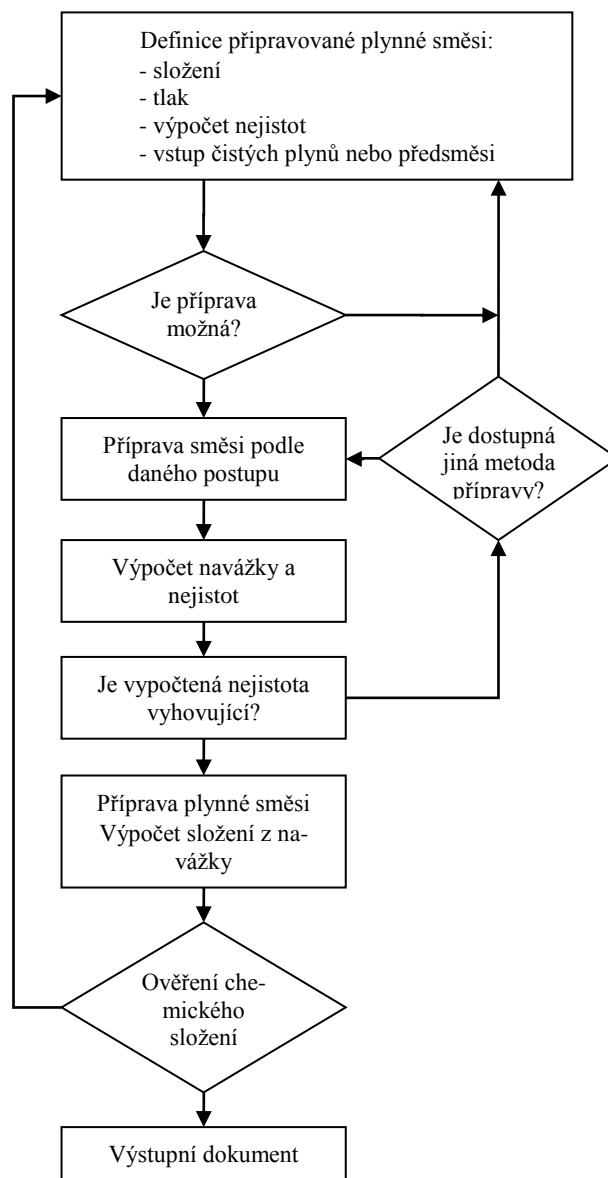 Definice připravované plynné směsi:
- složení
- tlak
- výpočet nejistot
- vstup čistých plynů nebo předsměsi
Je příprava
možná?
Příprava směsi podle
daného postupu
Je dostupná
jiná metoda
přípravy?
Výpočet navážky a
nejistot
Je vypočtená nejistota
vyhovující?
Příprava plynné směsi
Výpočet složení z na-
vážky
Ověření che-
mického
složení
Výstupní dokument